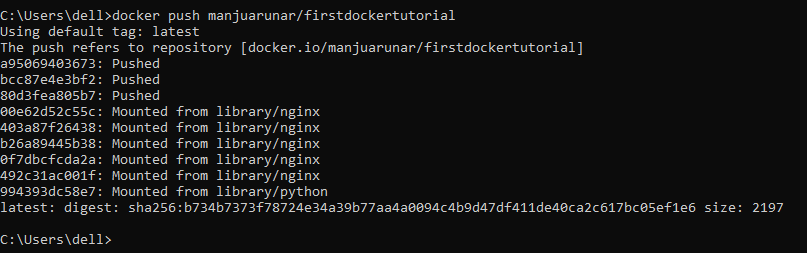 C:\Users\dell>docker push manjuarunar/firstdockertutorial
Using default tag: latest
The push refers to repository [docker.io/manjuarunar/firstdockertutorial]
a95069403673: Pushed
bcc87e4e3bf2: Pushed
80d3fea805b7: Pushed
00e62d52c55c: Mounted from library/nginx
403a87f26438: Mounted from library/nginx
b26a89445b38: Mounted from library/nginx
0f7dbcfcda2a: Mounted from library/nginx
492c31ac001f: Mounted from library/nginx
994393dc58e7: Mounted from library/python
latest: digest: sha256:b734b7373f78724e34a39b77aa4a0094c4b9d47df411de40ca2c617bc05ef1e6 size: 2197
C:\Users\dell>